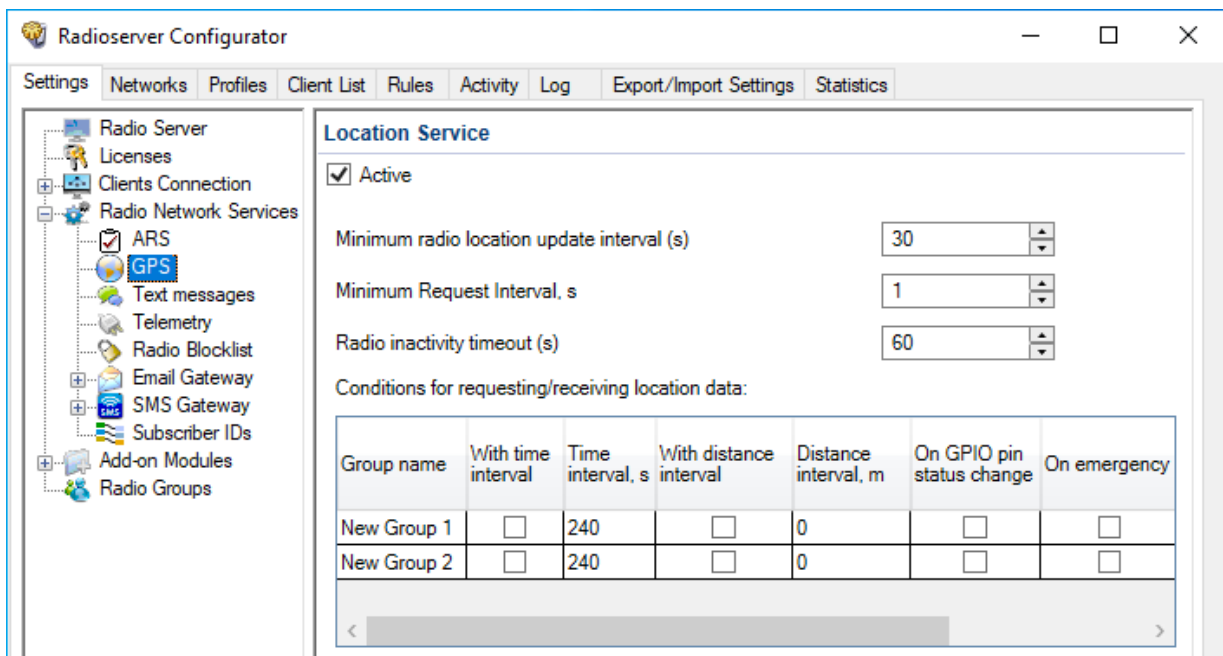 Radioserver Configurator
Settings Networks Profiles Client List Rules Activity Log Export/Import Settings Statistics
Radio Server
Licenses
Clients Connection
Radio Network Services
ARS
GPS
Text messages
Telemetry
Radio Blocklist
Email Gateway
SMS Gateway
Subscriber IDs
Add-on Modules
Radio Groups
Location Service
Active
Minimum radio location update interval (s) 30
Minimum Request Interval, s 1
Radio inactivity timeout (s) 60
Conditions for requesting/receiving location data:
Group name With time interval Time interval, s With distance interval Distance interval, m On GPIO pin status change On emergency
New Group 1 240 0
New Group 2 240 0